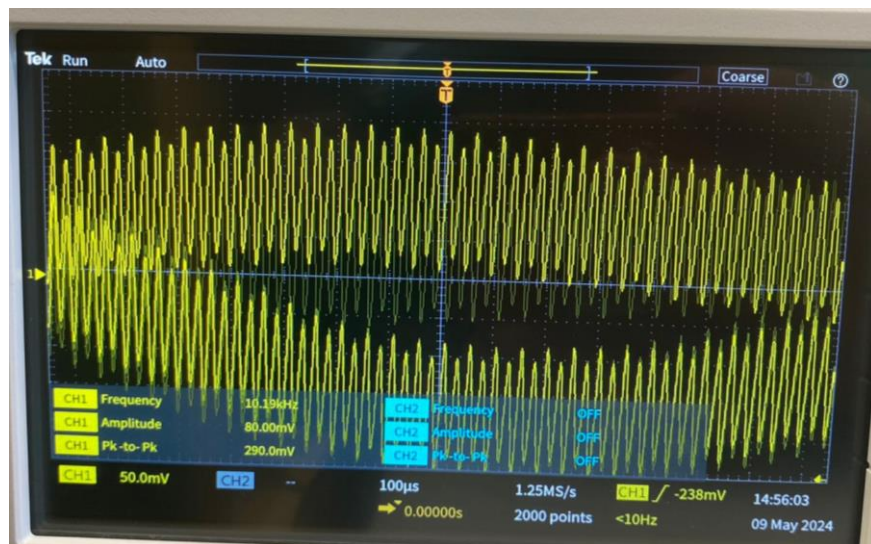 Tek Run Auto Coarse
T
T
1
CH1 Frequency 10.19kHz CH2 Frequency OFF
CH1 Amplitude 80.00mV CH2 Amplitude OFF
CH1 Pk-to-Pk 290.0mV CH2 Pk-to-Pk OFF
CH1 50.0mV CH2 -- 100µs 1.25MS/s CH1 -238mV 14:56:03
0.00000s 2000 points <10Hz 09 May 2024